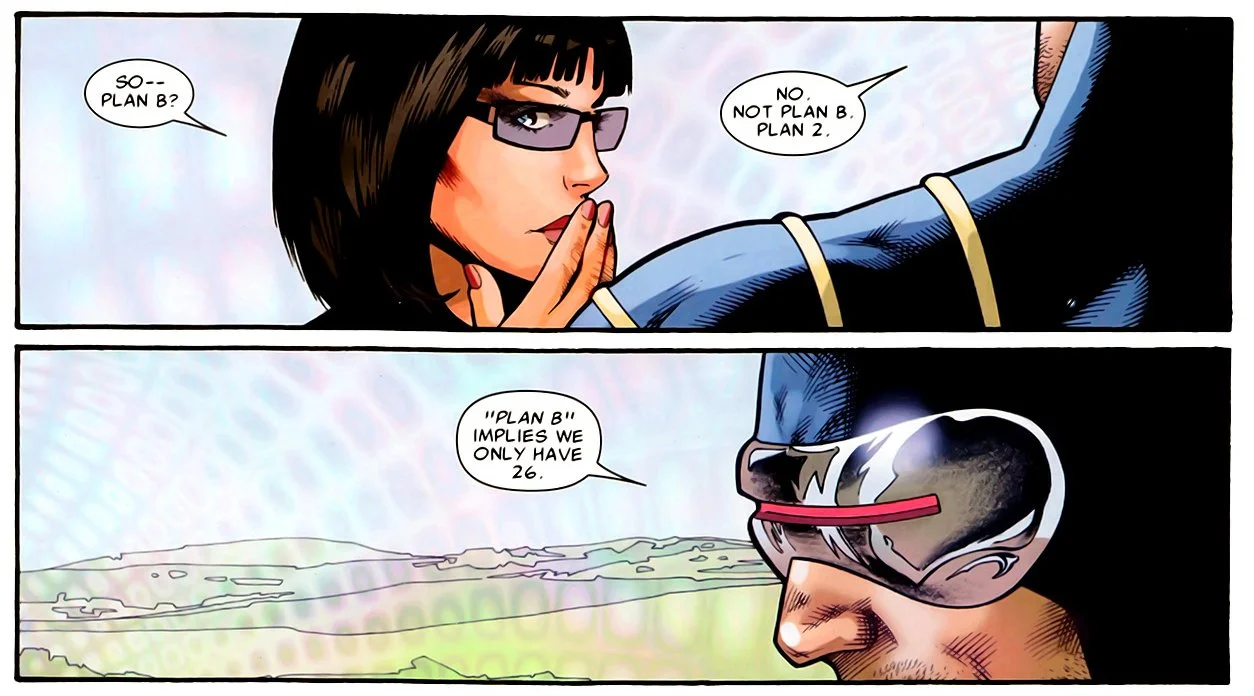 SO--
PLAN B?
NO.
NOT PLAN B.
PLAN 2.
"PLAN B"
IMPLIES WE
ONLY HAVE
26.